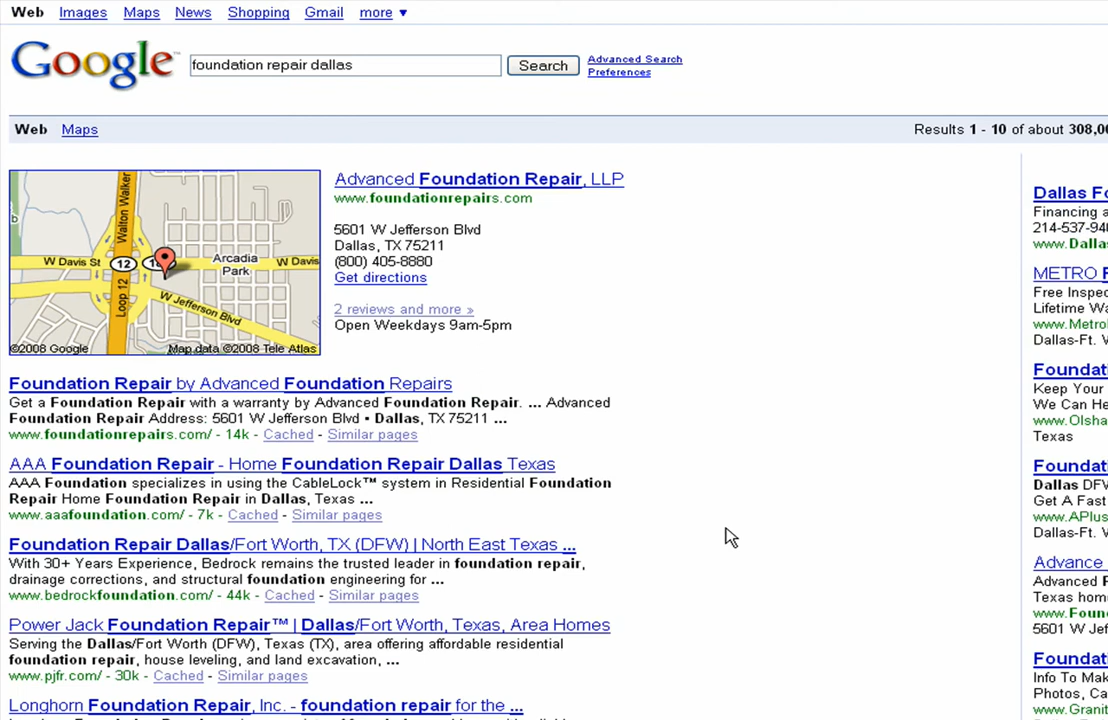 Web Images Maps News Shopping Gmail more ▼
Google™ foundation repair dallas Search Advanced Search
Preferences
Web Maps Results 1 - 10 of about
Walton Walker
W Davis St 12 Arcadia
Park W Davis
Loop 12
W Jefferson Blvd
©2008 Google Map data ©2008 Tele Atlas
Advanced Foundation Repair, LLP
www.foundationrepairs.com
5601 W Jefferson Blvd
Dallas, TX 75211
(800) 405-8880
Get directions
2 reviews and more »
Open Weekdays 9am-5pm
Foundation Repair by Advanced Foundation Repairs
Get a Foundation Repair with a warranty by Advanced Foundation Repair. ... Advanced
Foundation Repair Address: 5601 W Jefferson Blvd • Dallas, TX 75211 ...
www.foundationrepairs.com/ - 14k - Cached - Similar pages
AAA Foundation Repair - Home Foundation Repair Dallas Texas
AAA Foundation specializes in using the CableLock™ system in Residential Foundation
Repair Home Foundation Repair in Dallas, Texas ...
www.aaafoundation.com/ - 7k - Cached - Similar pages
Foundation Repair Dallas/Fort Worth, TX (DFW) | North East Texas ...
With 30+ Years Experience, Bedrock remains the trusted leader in foundation repair,
drainage corrections, and structural foundation engineering for ...
www.bedrockfoundation.com/ - 44k - Cached - Similar pages
Power Jack Foundation Repair™ | Dallas/Fort Worth, Texas, Area Homes
Serving the Dallas/Fort Worth (DFW), Texas (TX), area offering affordable residential
foundation repair, house leveling, and land excavation, ...
www.pjfr.com/ - 30k - Cached - Similar pages
Longhorn Foundation Repair, Inc. - foundation repair for the ...
Dallas Fo
Financing a
214-537-940
www.Dallas
METRO F
Free Inspec
Lifetime Wa
www.Metro
Dallas-Ft. V
Foundati
Keep Your
We Can He
www.Olsha
Texas
Foundati
Dallas DFV
Get A Fast
www.APlus
Dallas-Ft. V
Advance
Advanced F
Texas hom
www.Foun
5601 W Jef
Foundati
Info To Mak
Photos, Ca
www.Granit